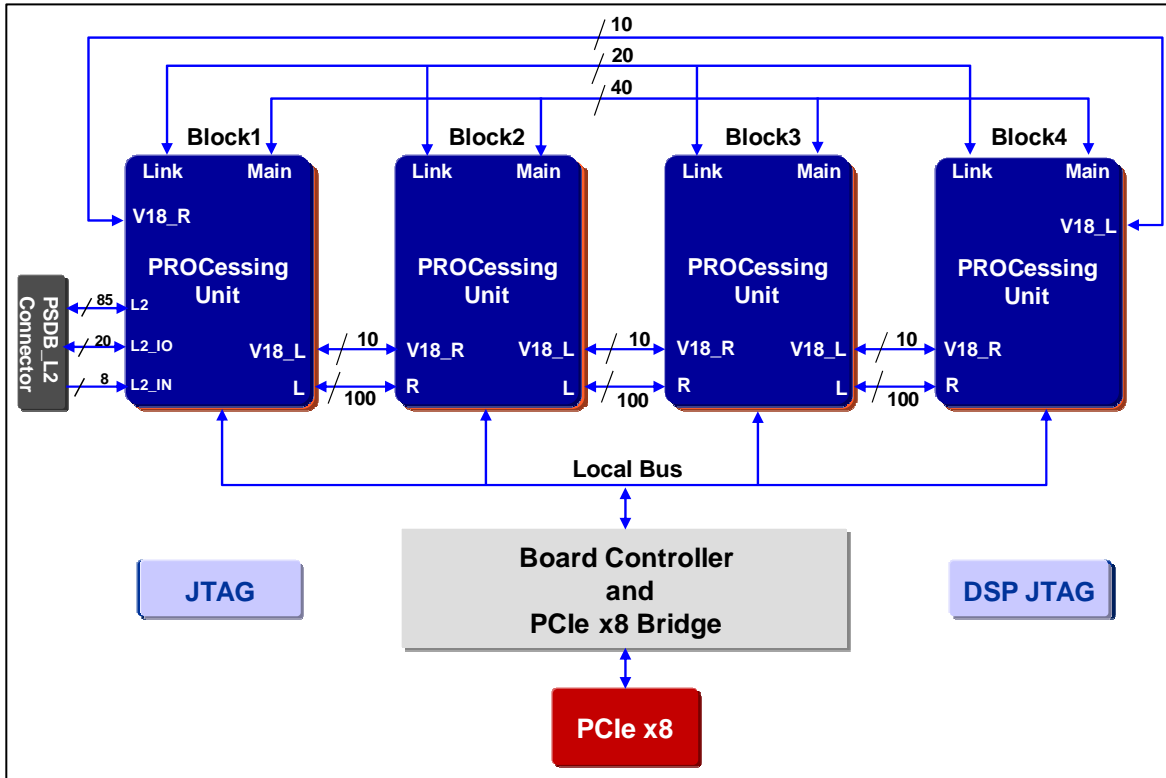 10
20
40
Block1
Block2
Block3
Block4
Link Main
Link Main
Link Main
Link Main
V18_R
V18_L
PROCessing
Unit
PROCessing
Unit
PROCessing
Unit
PROCessing
Unit
PSDB_L2
Connector
85
L2
20
L2_IO
8
L2_IN
V18_L
10
V18_R
V18_L
10
V18_R
V18_L
10
V18_R
L
100
R
L
100
R
L
100
R
Local Bus
Board Controller
and
PCIe x8 Bridge
JTAG
DSP JTAG
PCIe x8